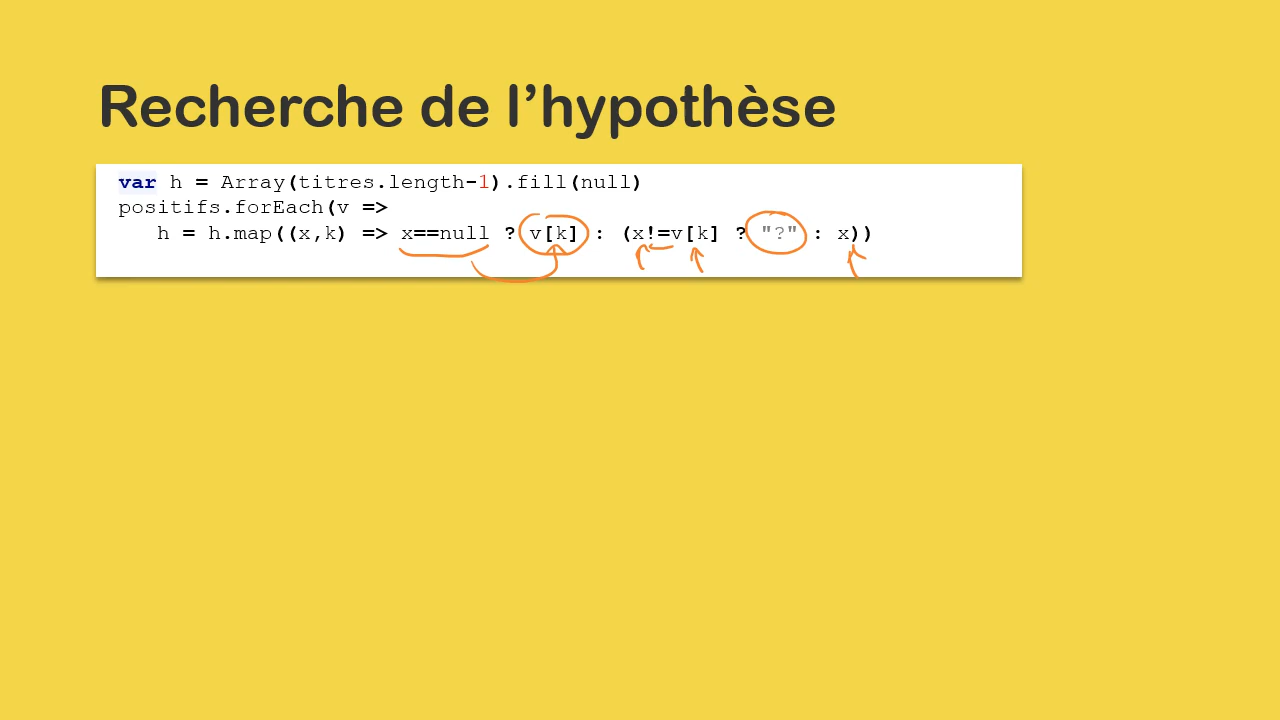 Recherche de l’hypothèse
var h = Array(titres.length-1).fill(null)
positifs.forEach(v =>
h = h.map((x,k) => x==null ? v[k] : (x!=v[k] ? "?" : x))